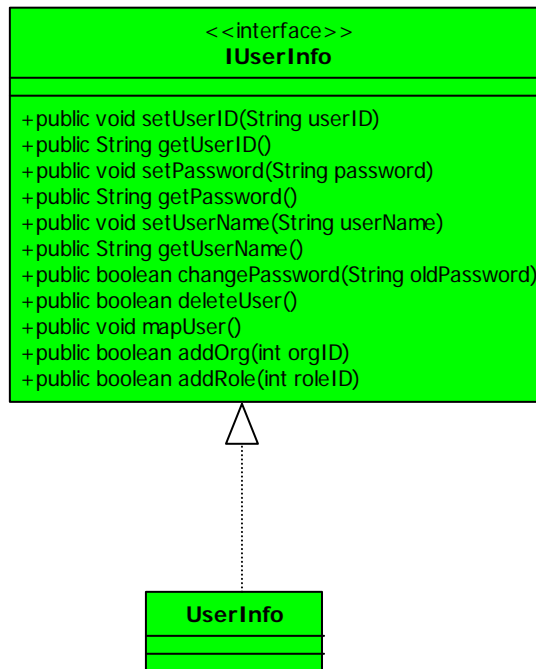 <<interface>>
IUserInfo
+public void setUserID(String userID)
+public String getUserID()
+public void setPassword(String password)
+public String getPassword()
+public void setUserName(String userName)
+public String getUserName()
+public boolean changePassword(String oldPassword)
+public boolean deleteUser()
+public void mapUser()
+public boolean addOrg(int orgID)
+public boolean addRole(int roleID)
UserInfo